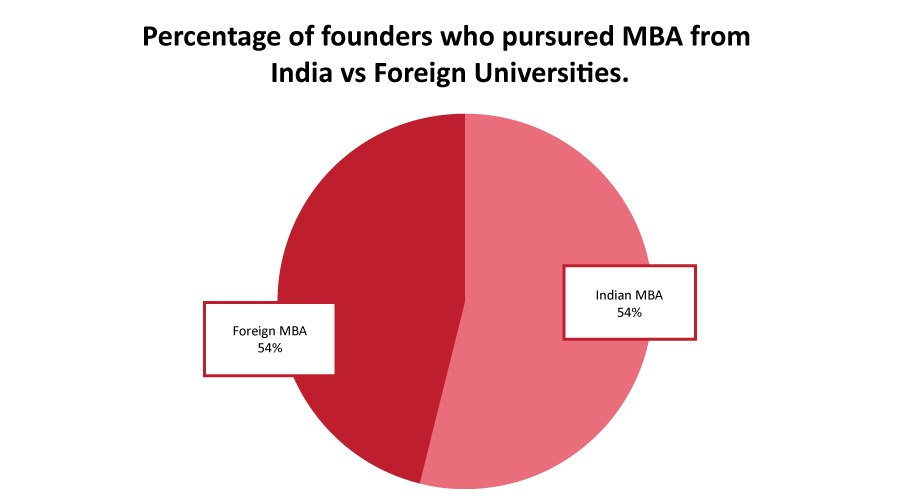 Percentage of founders who pursured MBA from
India vs Foreign Universities.
Indian MBA
54%
Foreign MBA
54%